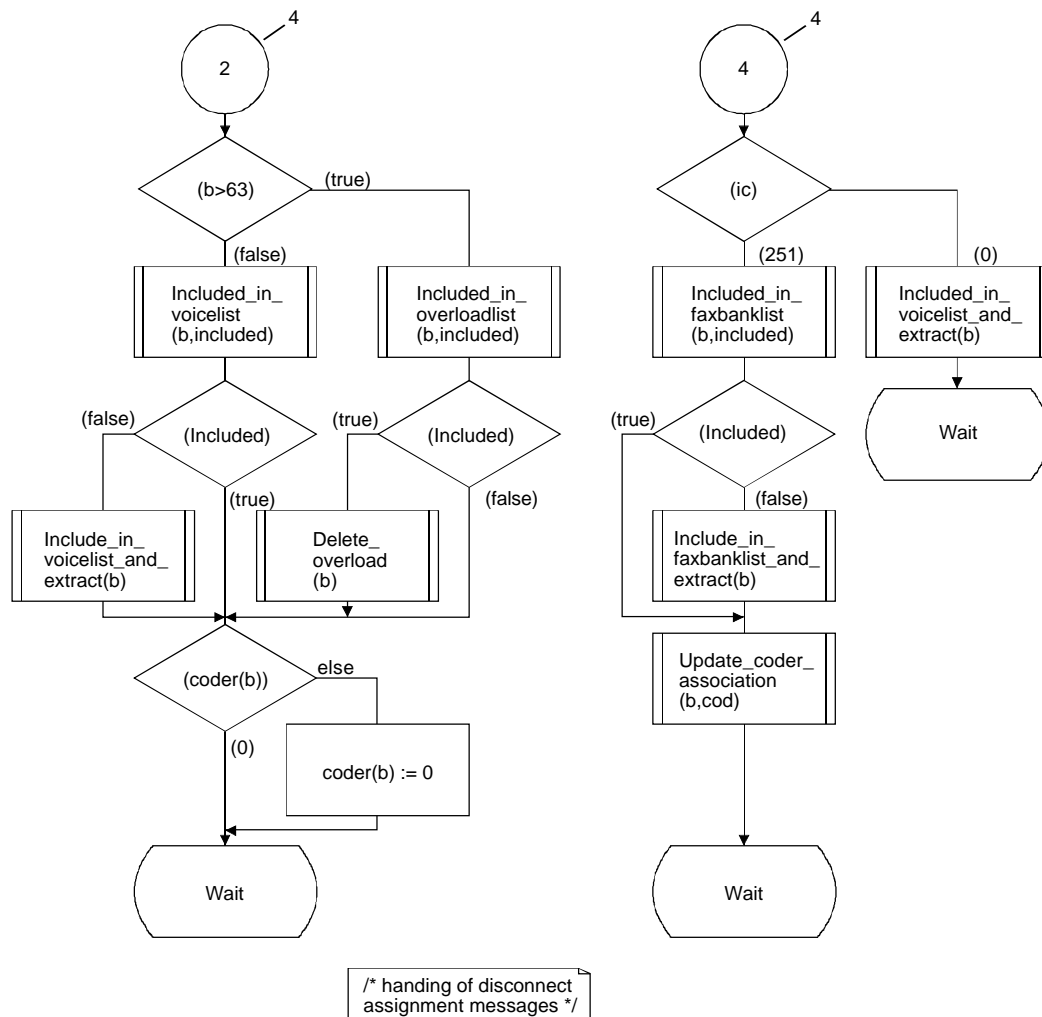 4
2
(b>63)
(true)
(false)
Included_in_
voicelist
(b,included)
Included_in_
overloadlist
(b,included)
(false)
(Included)
(true)
(true)
(Included)
(false)
Include_in_
voicelist_and_
extract(b)
Delete_
overload
(b)
(coder(b))
else
(0)
coder(b) := 0
Wait
4
4
(ic)
(251)
(0)
Included_in_
faxbanklist
(b,included)
Included_in_
voicelist_and_
extract(b)
Wait
(true)
(Included)
(false)
Include_in_
faxbanklist_and_
extract(b)
Update_coder_
association
(b,cod)
Wait
/* handing of disconnect
assignment messages */